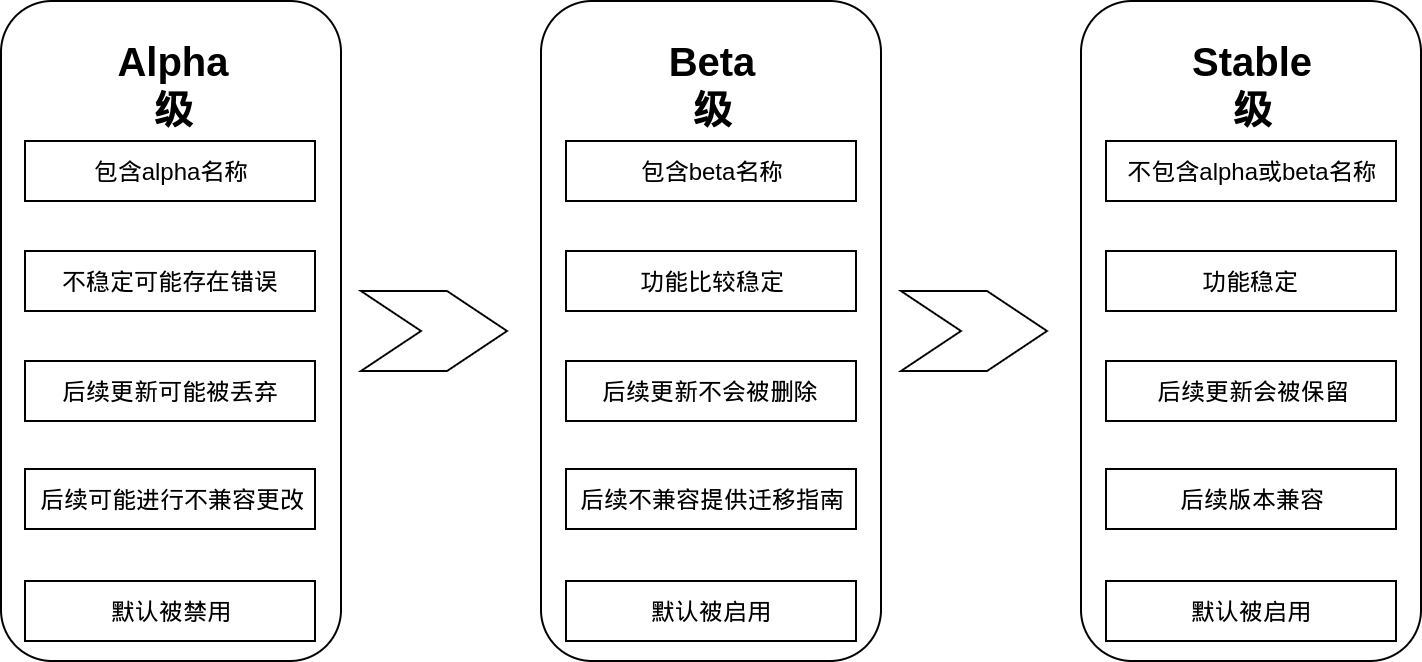 Alpha
级
包含alpha名称
不稳定可能存在错误
后续更新可能被丢弃
后续可能进行不兼容更改
默认被禁用
Beta
级
包含beta名称
功能比较稳定
后续更新不会被删除
后续不兼容提供迁移指南
默认被启用
Stable
级
不包含alpha或beta名称
功能稳定
后续更新会被保留
后续版本兼容
默认被启用